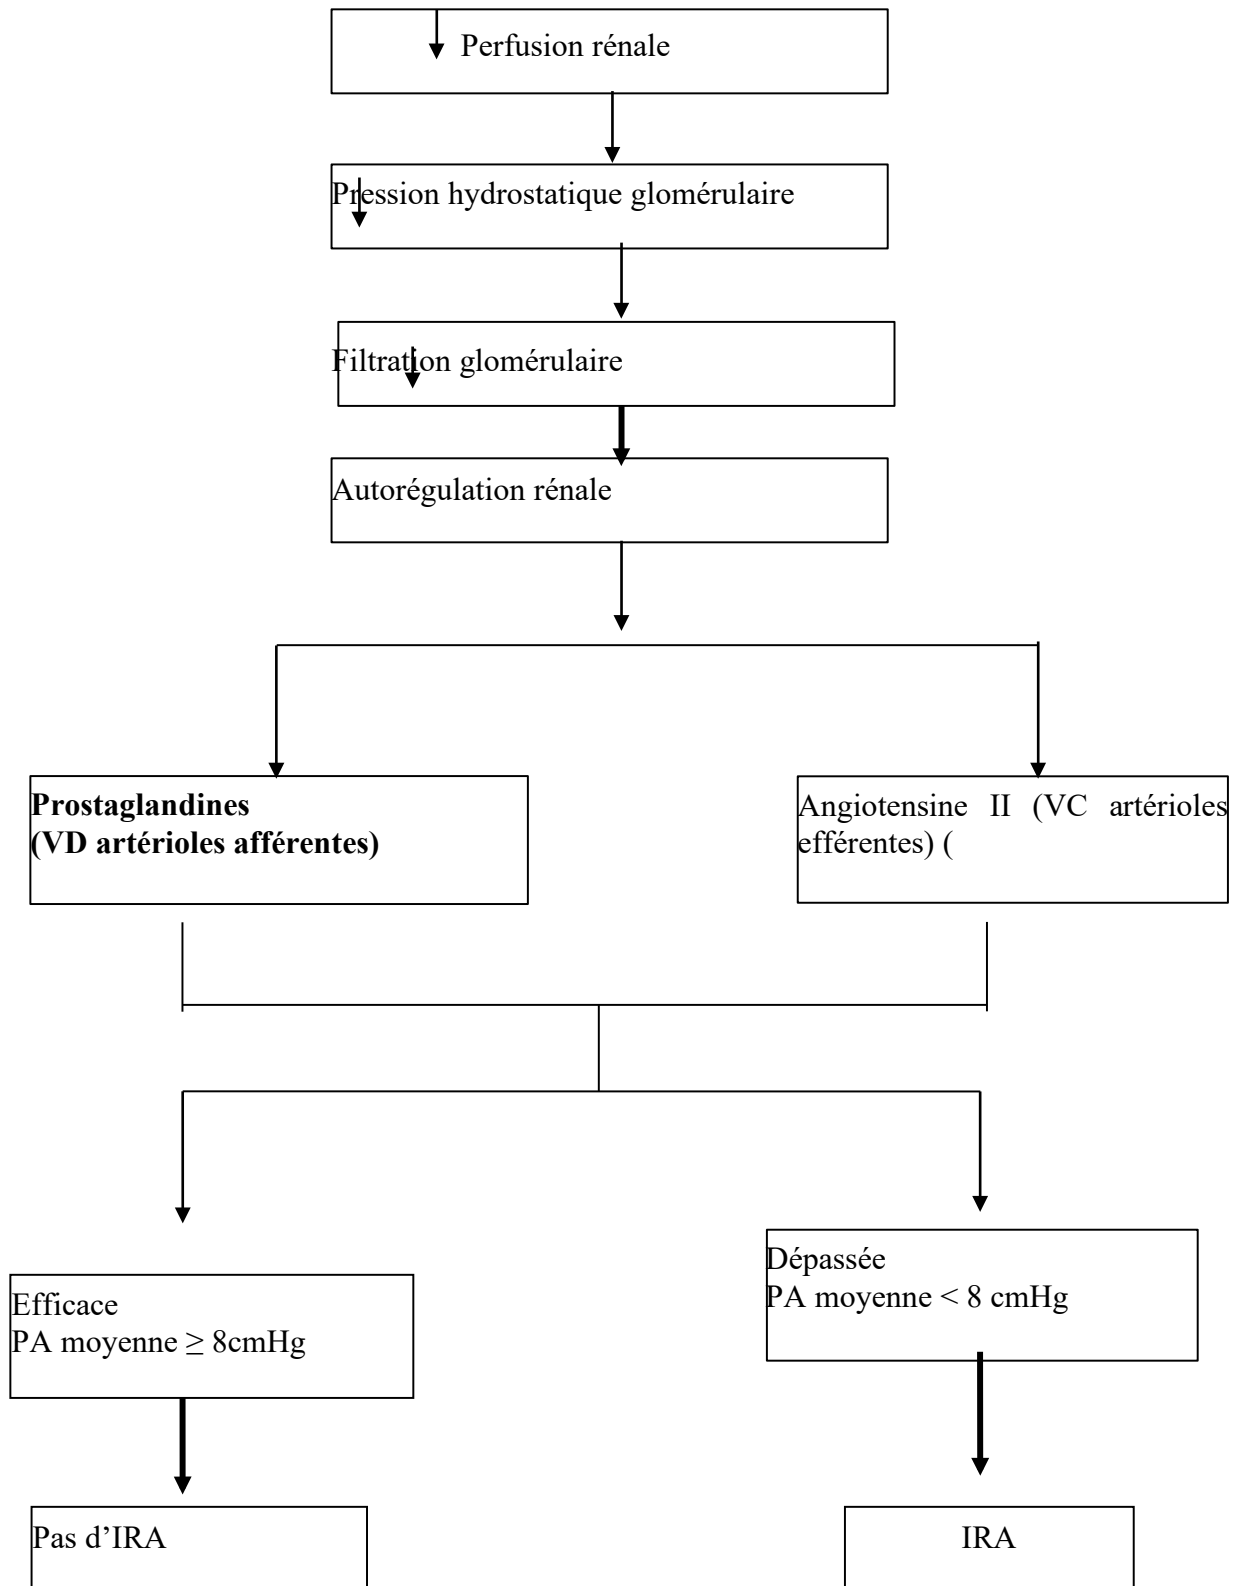 Perfusion rénale
Pression hydrostatique glomérulaire
Filtration glomérulaire
Autorégulation rénale
Prostaglandines
(VD artérioles afférentes)
Angiotensine II (VC artérioles
efférentes) (
Efficace
PA moyenne ≥ 8cmHg
Dépassée
PA moyenne < 8 cmHg
Pas d’IRA
IRA